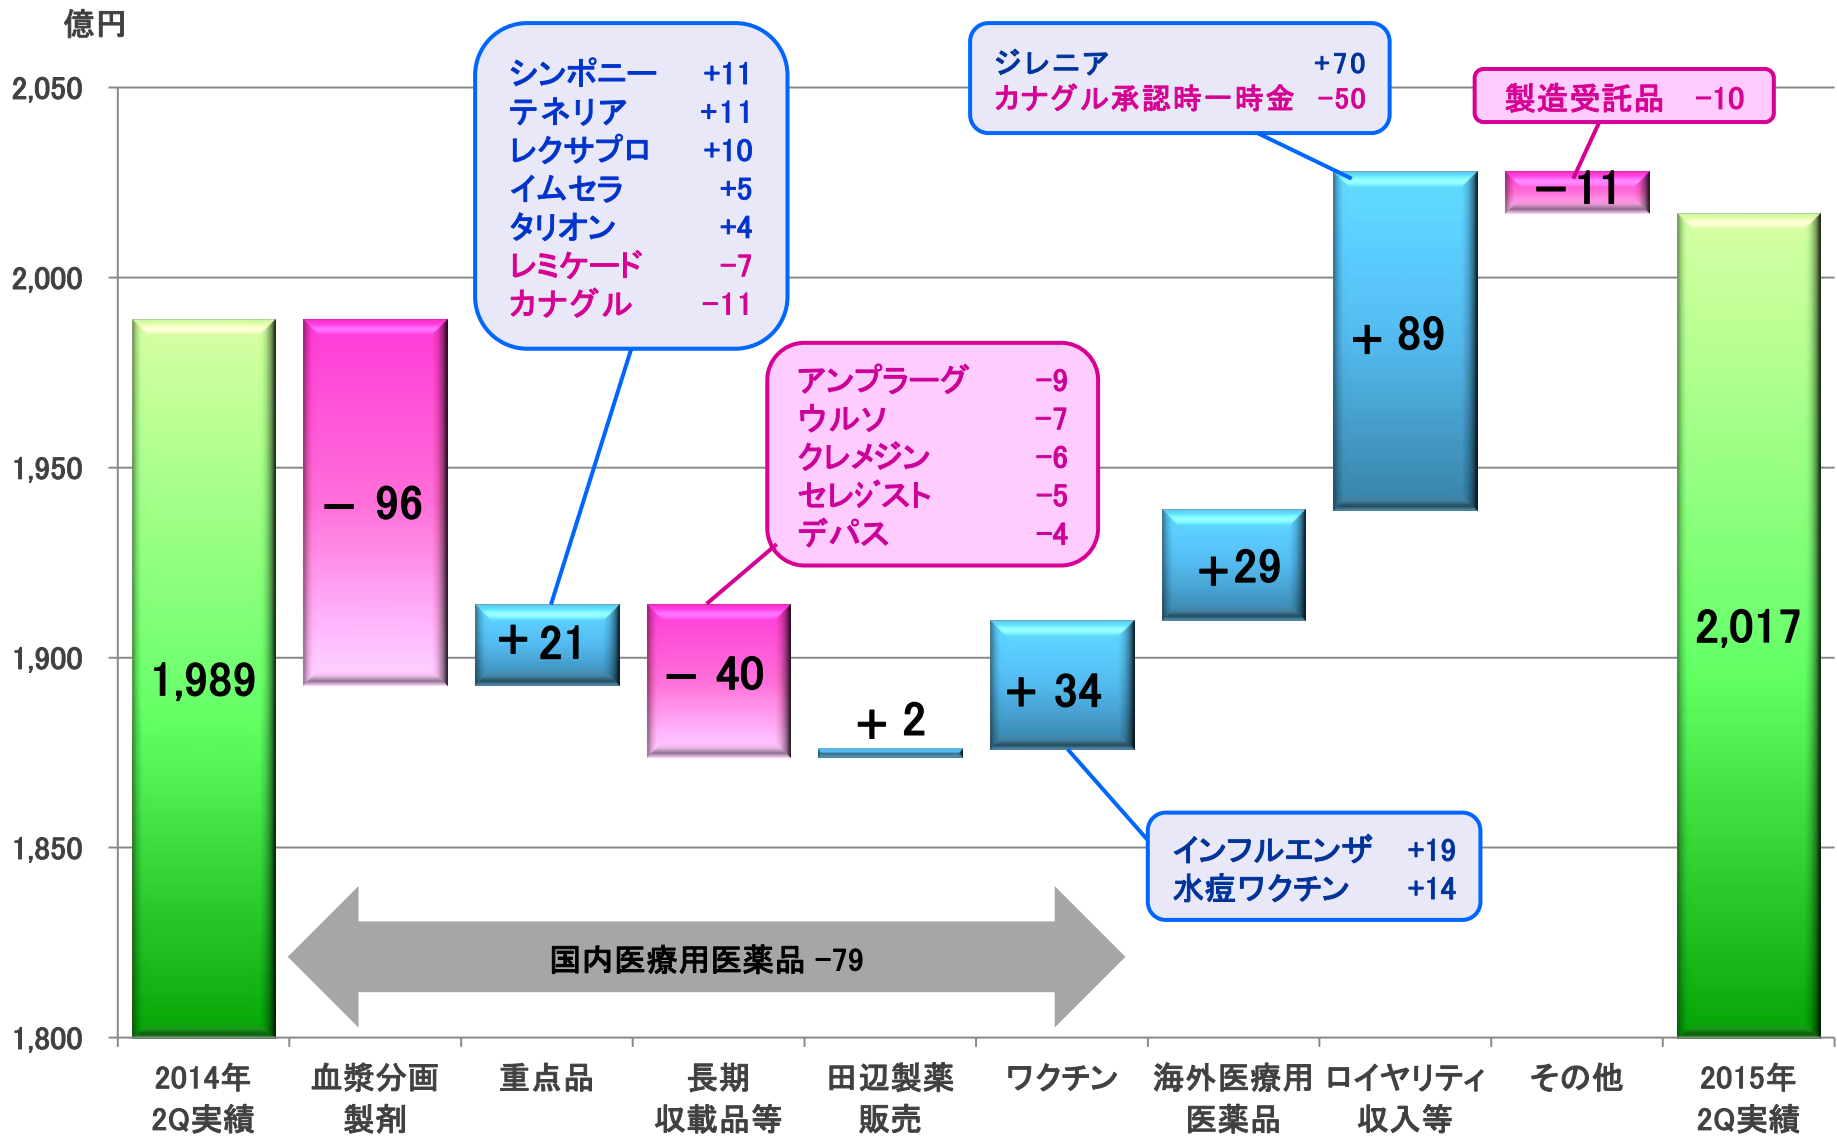 億円
2,050
2,000
1,950
1,900
1,850
1,800
シンポニー +11
テネリア +11
レクサプロ +10
イムセラ +5
タリオン +4
レミケード −7
カナグル −11
ジレニア +70
カナグル承認時一時金 −50
製造受託品 −10
アンプラーグ −9
ウルソ −7
クレメジン −6
セレジスト −5
デパス −4
インフルエンザ +19
水痘ワクチン +14
1,989
− 96
+ 21
− 40
+ 2
+ 34
+29
+ 89
−11
2,017
国内医療用医薬品 −79
2014年
2Q実績
血漿分画
製剤
重点品
長期
収載品等
田辺製薬
販売
ワクチン
海外医療用
医薬品
ロイヤリティ
収入等
その他
2015年
2Q実績